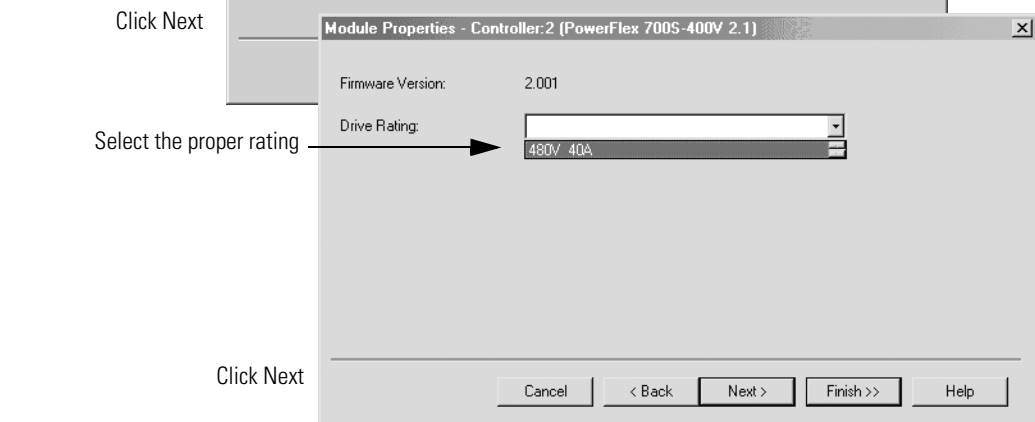 Click Next
Module Properties - Controller:2 (PowerFlex 700S-400V 2.1)
Firmware Version: 2.001
Drive Rating:
Select the proper rating
480V 40A
Click Next
Cancel < Back Next > Finish >> Help